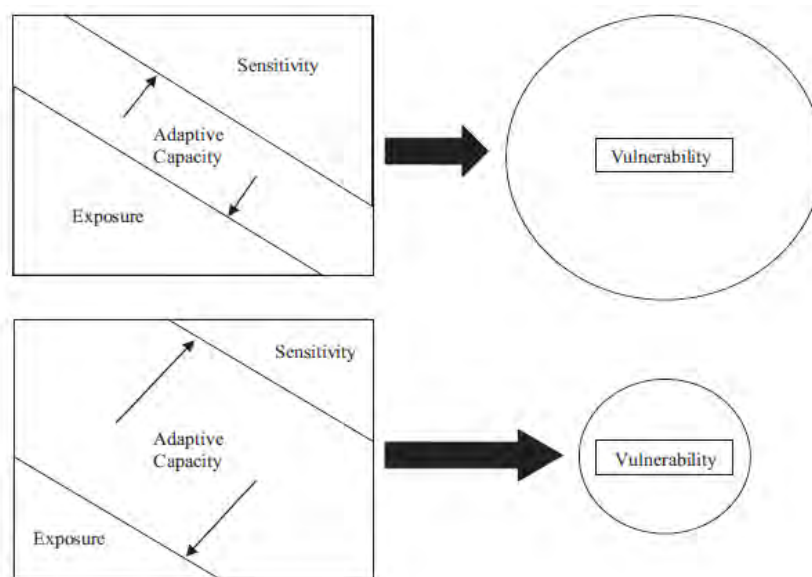 Sensitivity
Adaptive
Capacity
Exposure
Vulnerability
Sensitivity
Adaptive
Capacity
Exposure
Vulnerability